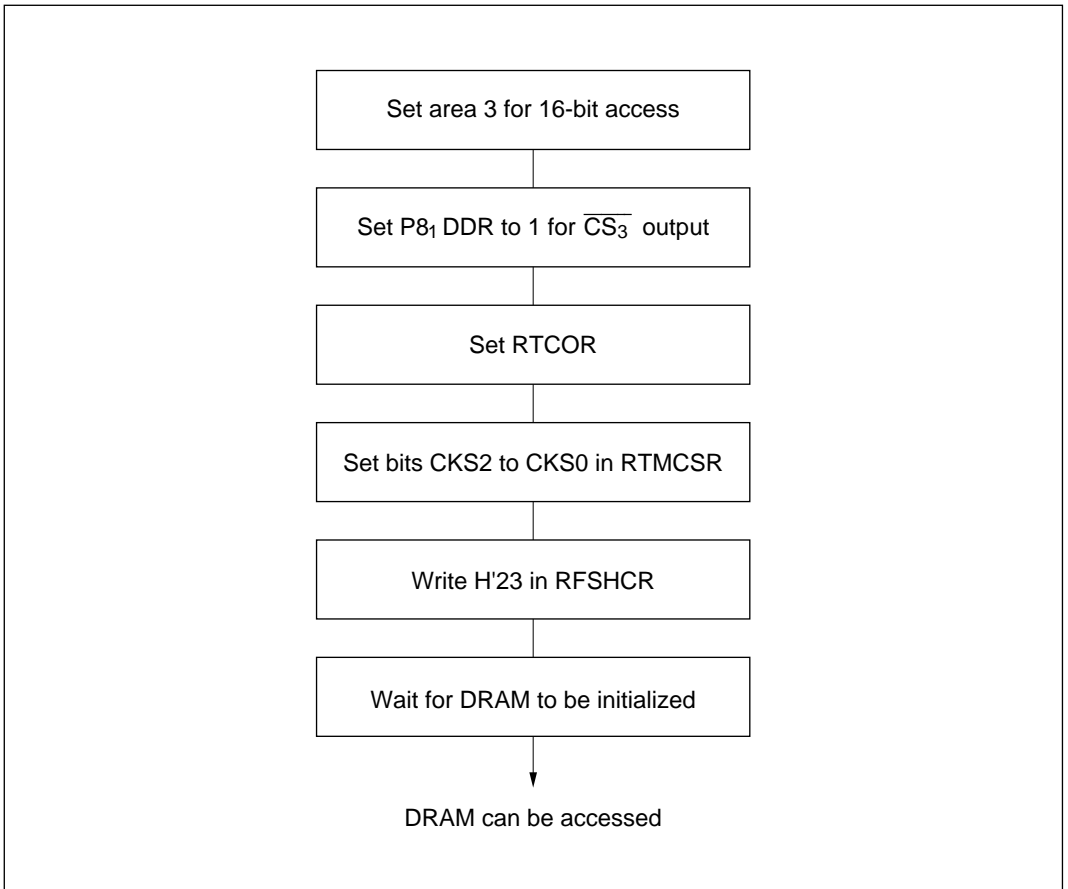 Set area 3 for 16-bit access
Set P8₁ DDR to 1 for C̅S̅₃̅ output
Set RTCOR
Set bits CKS2 to CKS0 in RTMCSR
Write H'23 in RFSHCR
Wait for DRAM to be initialized
DRAM can be accessed